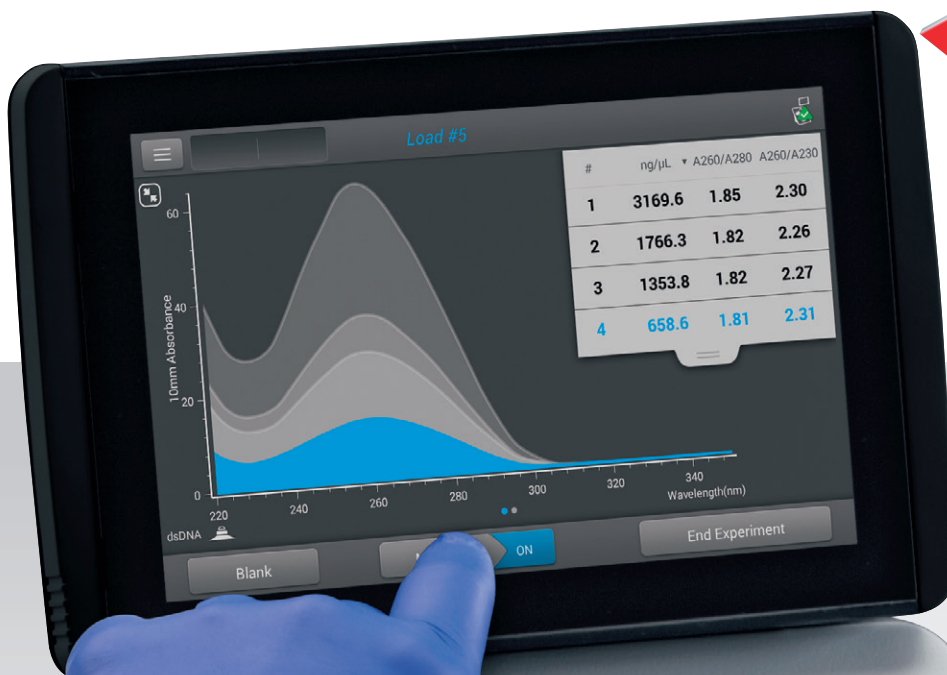 Load #5
# ng/µL ▾ A260/A280 A260/A230
1 3169.6 1.85 2.30
2 1766.3 1.82 2.26
3 1353.8 1.82 2.27
4 658.6 1.81 2.31
10mm Absorbance
60
40
20
0
220 240 260 280 300 320 340
Wavelength(nm)
dsDNA
Blank
ON
End Experiment